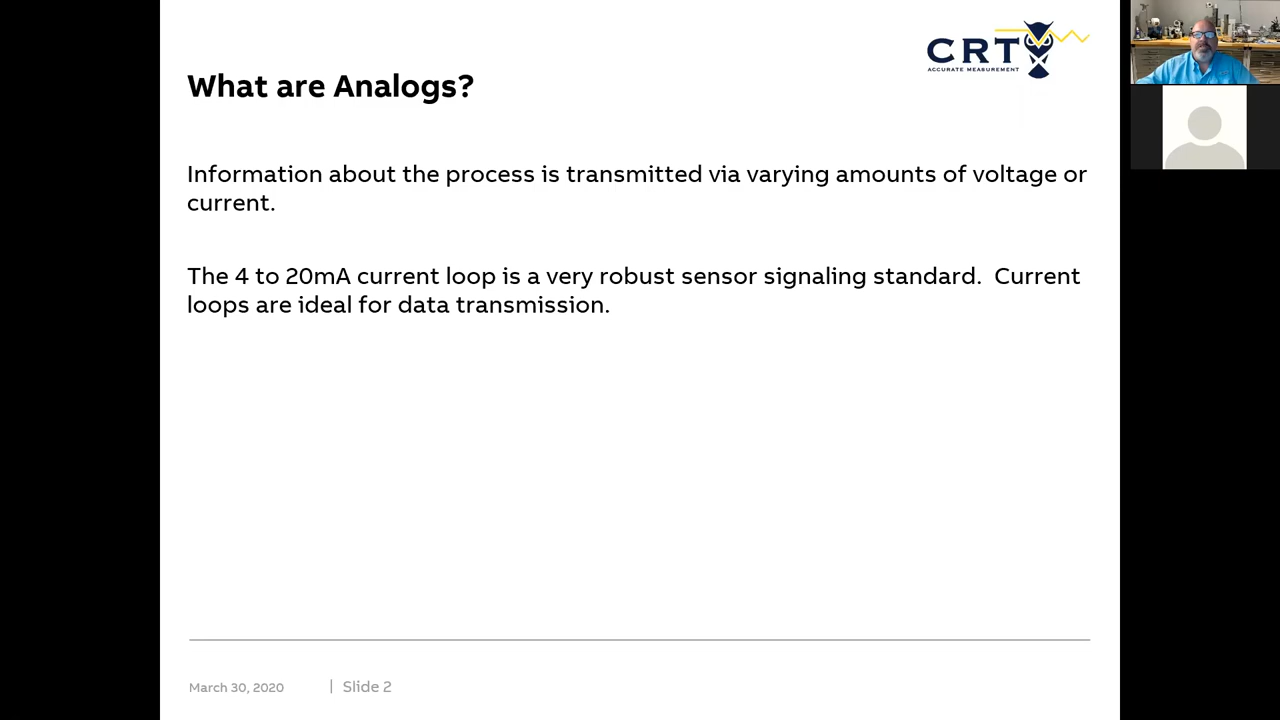 CRT
ACCURATE MEASUREMENT
What are Analogs?
Information about the process is transmitted via varying amounts of voltage or
current.
The 4 to 20mA current loop is a very robust sensor signaling standard.  Current
loops are ideal for data transmission.
March 30, 2020 | Slide 2